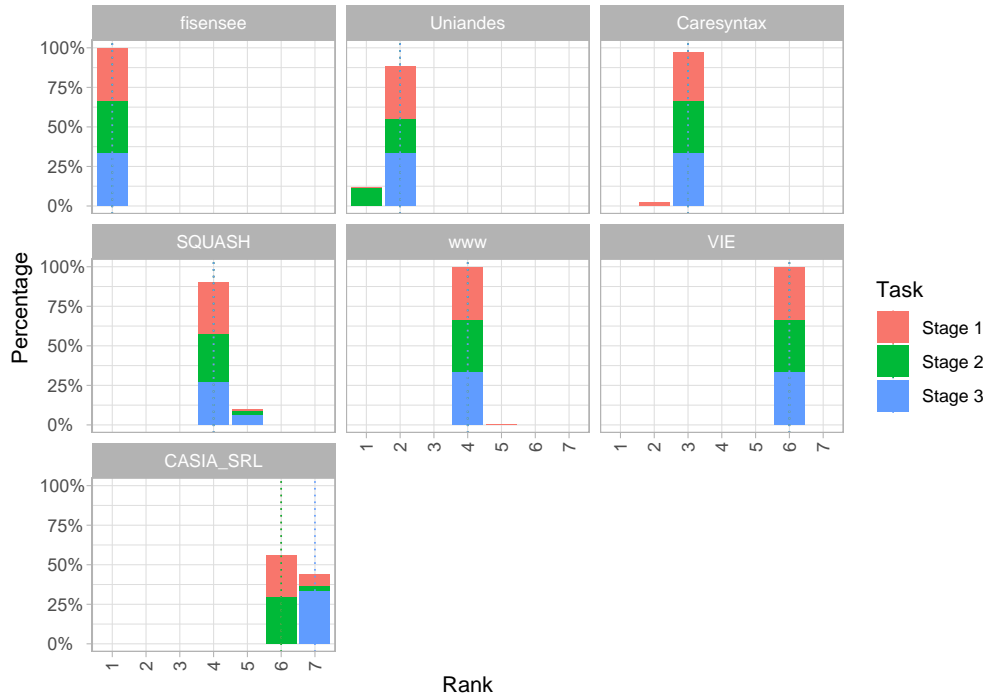 fisensee Uniandes Caresyntax
100%
75%
50%
25%
0%
SQUASH www VIE
100%
75%
50%
25%
0%
1 2 3 4 5 6 7 1 2 3 4 5 6 7
CASIA_SRL
100%
75%
50%
25%
0%
1 2 3 4 5 6 7
Rank
Percentage
Task
Stage 1
Stage 2
Stage 3